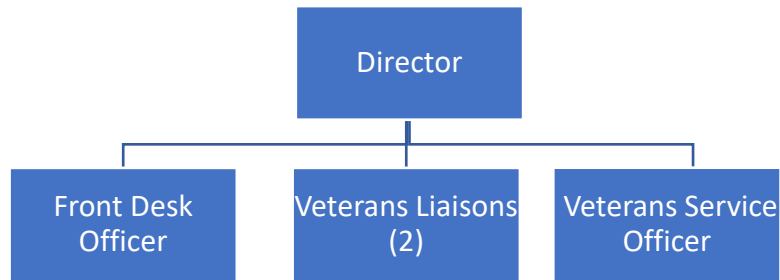 Director
Front Desk
Officer
Veterans Liaisons
(2)
Veterans Service
Officer